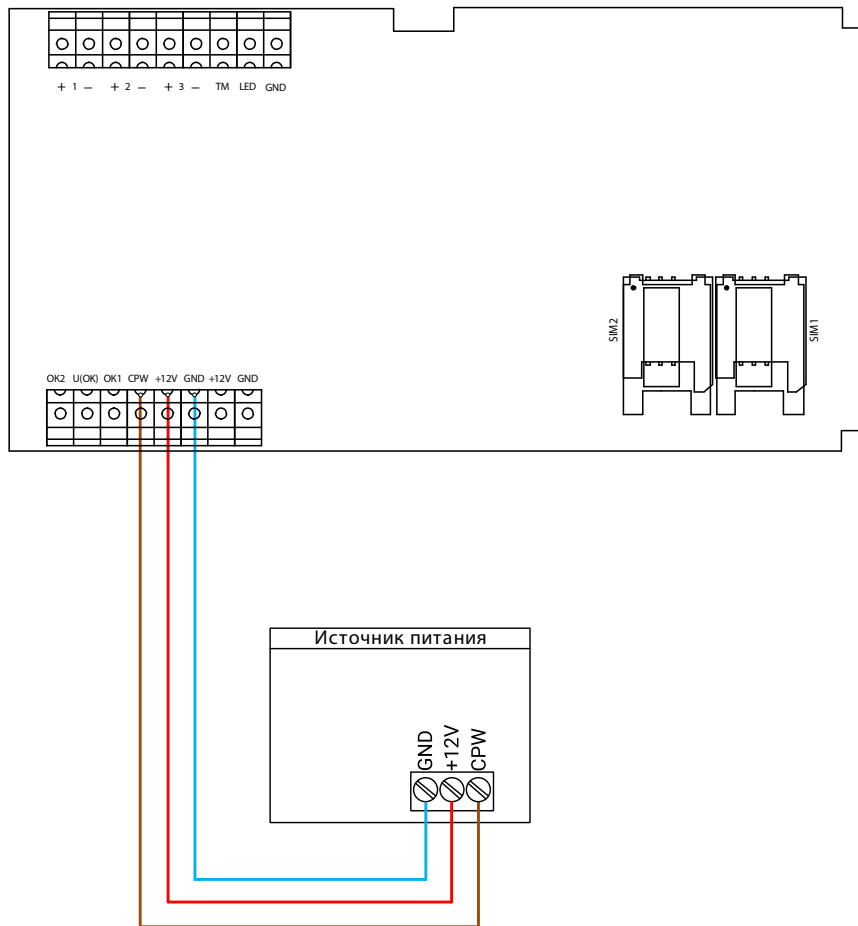 + 1 – + 2 – + 3 – TM LED GND
SIM2
SIM1
OK2 U(OK) OK1 CPW +12V GND +12V GND
Источник питания
GND
+12V
CPW